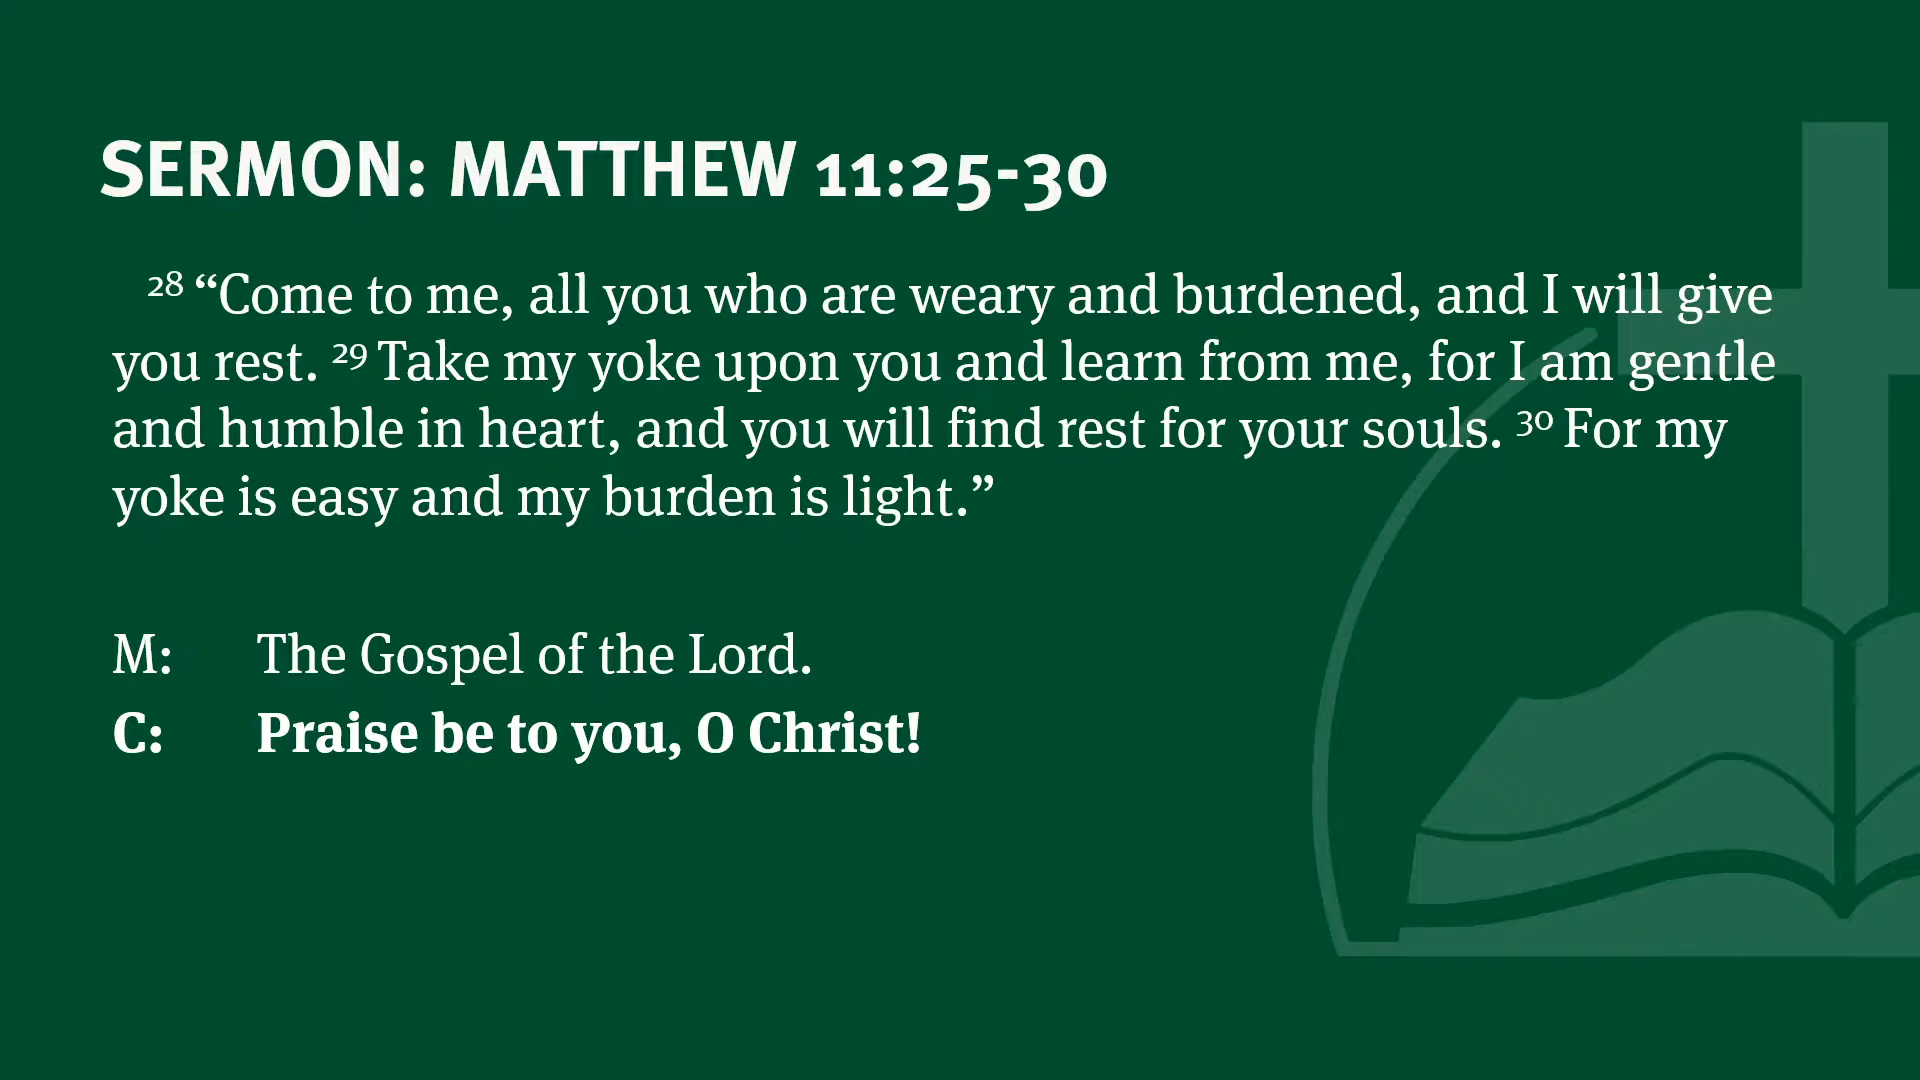 SERMON: MATTHEW 11:25-30
28 “Come to me, all you who are weary and burdened, and I will give
you rest. 29 Take my yoke upon you and learn from me, for I am gentle
and humble in heart, and you will find rest for your souls. 30 For my
yoke is easy and my burden is light.”
M: The Gospel of the Lord.
C: Praise be to you, O Christ!